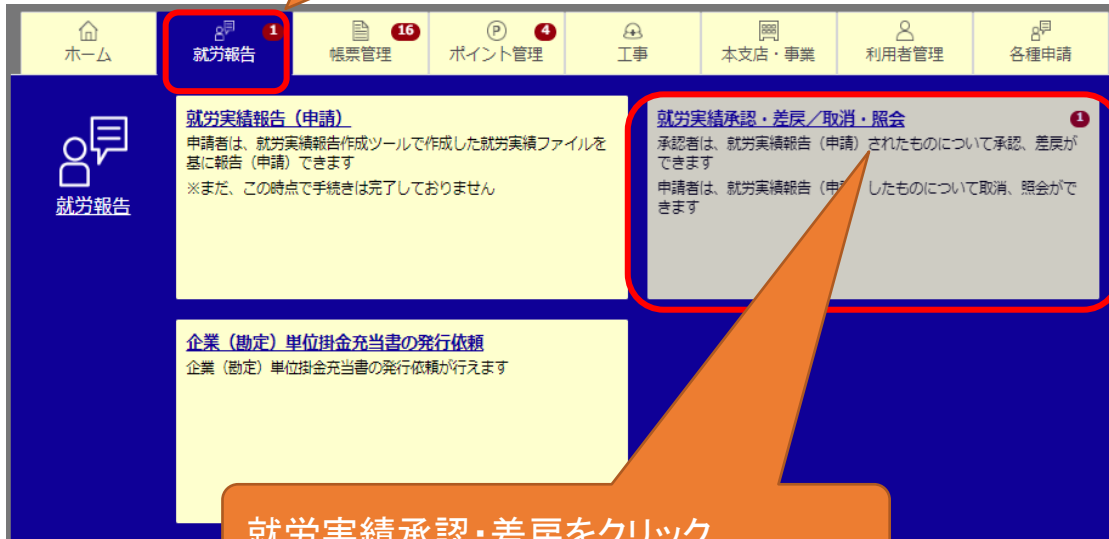 ホーム
就労報告 1
帳票管理 16
ポイント管理 4
工事
本支店・事業
利用者管理
各種申請
就労報告
就労実績報告（申請）
申請者は、就労実績報告作成ツールで作成した就労実績ファイルを
基に報告（申請）できます
※まだ、この時点で手続きは完了しておりません
就労実績承認・差戻／取消・照会 1
承認者は、就労実績報告（申請）されたものについて承認、差戻が
できます
申請者は、就労実績報告（申 したものについて取消、照会がで
きます
企業（勘定）単位掛金充当書の発行依頼
企業（勘定）単位掛金充当書の発行依頼が行えます
就労実績承認・差戻をクリック